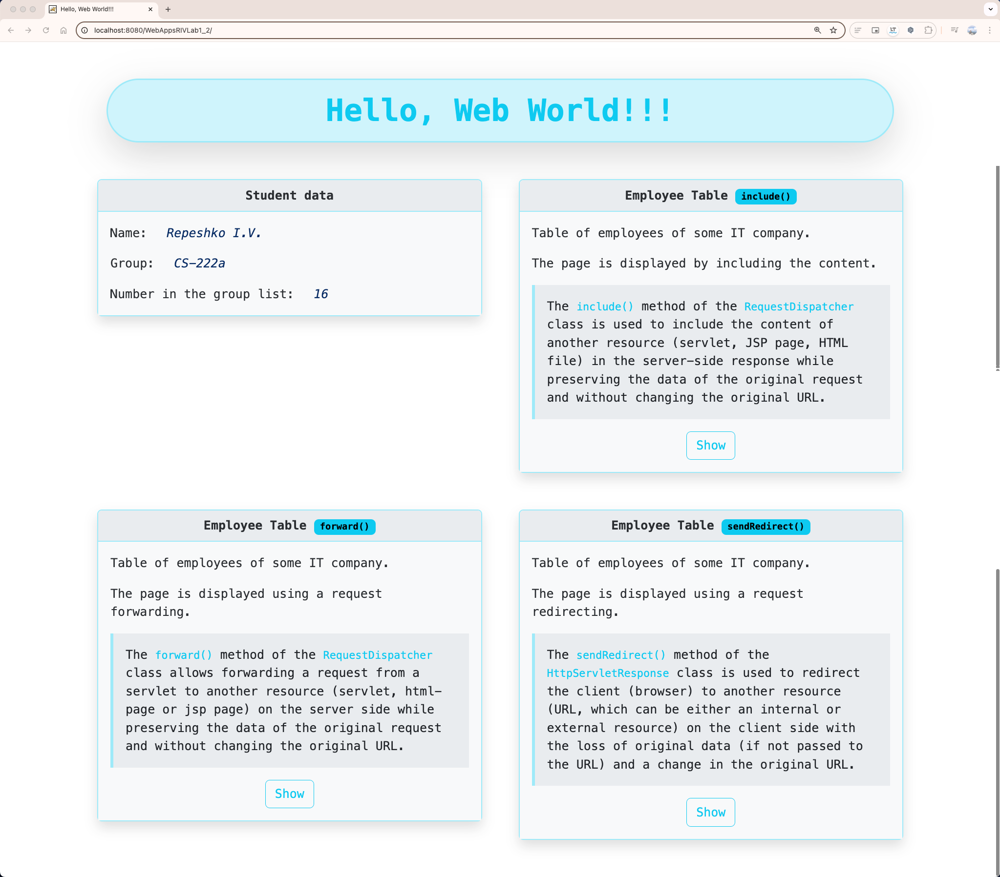 Hello, Web World!!!
localhost:8080/WebAppsRIVLab1_2/
Hello, Web World!!!
Student data
Name: Repeshko I.V.
Group: CS-222a
Number in the group list: 16
Employee Table include()
Table of employees of some IT company.
The page is displayed by including the content.
The include() method of the RequestDispatcher
class is used to include the content of
another resource (servlet, JSP page, HTML
file) in the server-side response while
preserving the data of the original request
and without changing the original URL.
Show
Employee Table forward()
Table of employees of some IT company.
The page is displayed using a request
forwarding.
The forward() method of the RequestDispatcher
class allows forwarding a request from a
servlet to another resource (servlet, html-
page or jsp page) on the server side while
preserving the data of the original request
and without changing the original URL.
Show
Employee Table sendRedirect()
Table of employees of some IT company.
The page is displayed using a request
redirecting.
The sendRedirect() method of the
HttpServletResponse class is used to redirect
the client (browser) to another resource
(URL, which can be either an internal or
external resource) on the client side with
the loss of original data (if not passed to
the URL) and a change in the original URL.
Show